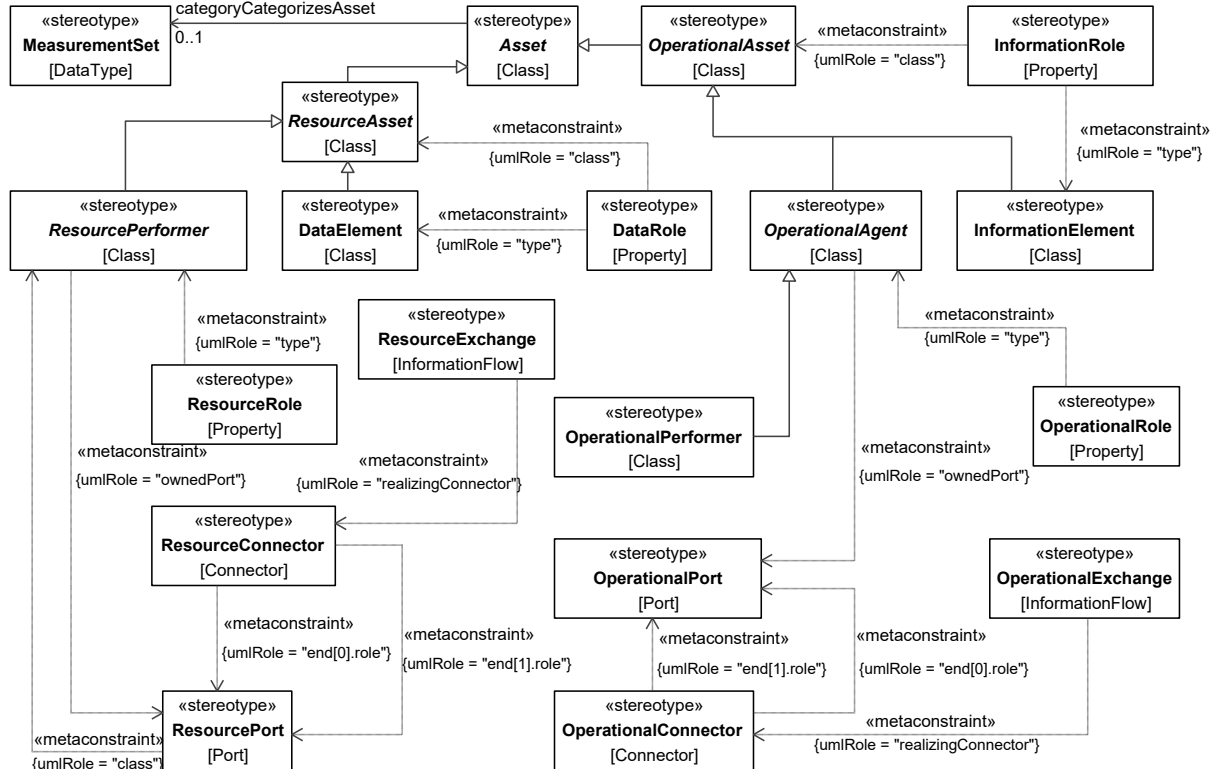 categoryCategorizesAsset
0..1
«stereotype»
MeasurementSet
[DataType]
«stereotype»
Asset
[Class]
«stereotype»
OperationalAsset
[Class]
«metaconstraint»
{umlRole = "class"}
«stereotype»
InformationRole
[Property]
«stereotype»
ResourceAsset
[Class]
«metaconstraint»
{umlRole = "class"}
«metaconstraint»
{umlRole = "type"}
«stereotype»
ResourcePerformer
[Class]
«stereotype»
DataElement
[Class]
«metaconstraint»
{umlRole = "type"}
«stereotype»
DataRole
[Property]
«stereotype»
OperationalAgent
[Class]
«stereotype»
InformationElement
[Class]
«metaconstraint»
{umlRole = "type"}
«stereotype»
ResourceExchange
[InformationFlow]
«metaconstraint»
{umlRole = "type"}
«stereotype»
ResourceRole
[Property]
«stereotype»
OperationalPerformer
[Class]
«stereotype»
OperationalRole
[Property]
«metaconstraint»
{umlRole = "ownedPort"}
«metaconstraint»
{umlRole = "realizingConnector"}
«metaconstraint»
{umlRole = "ownedPort"}
«stereotype»
ResourceConnector
[Connector]
«stereotype»
OperationalPort
[Port]
«stereotype»
OperationalExchange
[InformationFlow]
«metaconstraint»
{umlRole = "end[0].role"}
«metaconstraint»
{umlRole = "end[1].role"}
«metaconstraint»
{umlRole = "end[1].role"}
«metaconstraint»
{umlRole = "end[0].role"}
«stereotype»
ResourcePort
[Port]
«metaconstraint»
{umlRole = "class"}
«stereotype»
OperationalConnector
[Connector]
«metaconstraint»
{umlRole = "realizingConnector"}